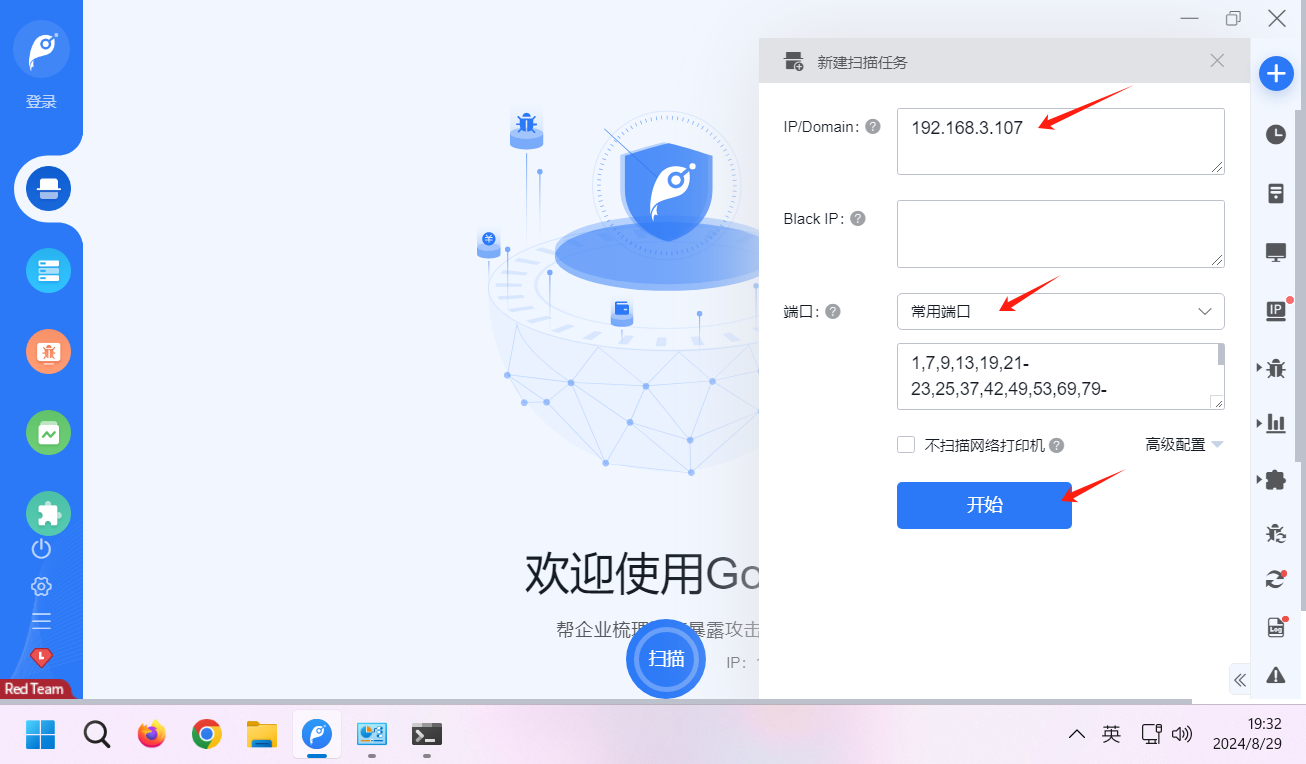 登录
新建扫描任务
IP/Domain:
192.168.3.107
Black IP:
IP
端口:
常用端口
1,7,9,13,19,21-
23,25,37,42,49,53,69,79-
不扫描网络打印机
高级配置
开始
欢迎使用Go
帮企业梳理
暴露攻击
扫描
IP:
LOG
Red Team
英
19:32
2024/8/29